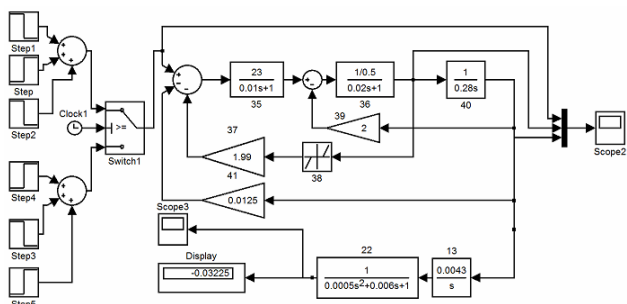 Step1
Step
Step2
Clock1
>=
Switch1
Step4
Step3
Step5
23
0.01s+1
35
1/0.5
0.02s+1
36
1
0.28s
40
39
2
37
1.99
41
38
0.0125
Scope2
Scope3
Display
-0.03225
22
1
0.0005s²+0.006s+1
13
0.0043
s